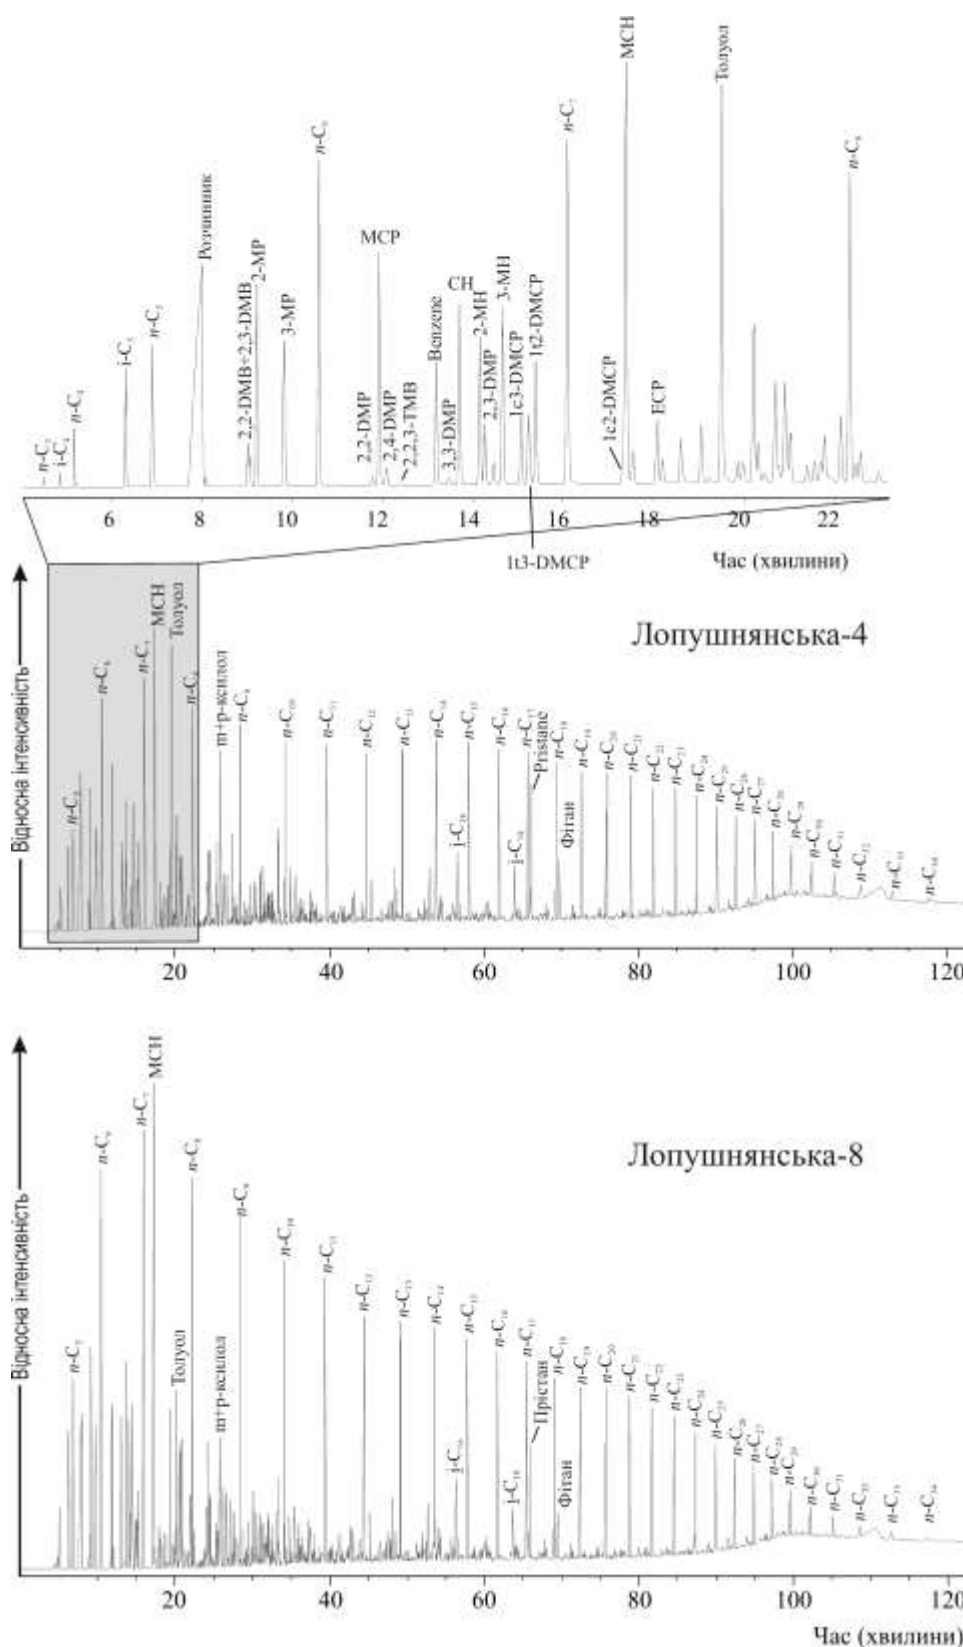 n-C₃
i-C₄
n-C₄
i-C₅
n-C₅
Розчинник
2,2-DMB+2,3-DMB
2-MP
3-MP
n-C₆
2,2-DMP
MCP
2,4-DMP
2,2,3-TMB
Benzene
3,3-DMP
CH
2-MH
2,3-DMP
3-MH
1c3-DMCP
1t2-DMCP
n-C₇
1c2-DMCP
MCH
ECP
Толуол
n-C₈
6 8 10 12 14 16 18 20 22
1t3-DMCP
Час (хвилини)
Лопушнянська-4
Відносна інтенсивність
n-C₅
n-C₆
n-C₇
MCH
Толуол
n-C₈
m+p-ксилол
n-C₉
n-C₁₀
n-C₁₁
n-C₁₂
n-C₁₃
n-C₁₄
n-C₁₅
i-C₁₆
n-C₁₆
i-C₁₈
n-C₁₇
Pristane
n-C₁₈
Фітан
n-C₁₉
n-C₂₀
n-C₂₁
n-C₂₂
n-C₂₃
n-C₂₄
n-C₂₅
n-C₂₆
n-C₂₇
n-C₂₈
n-C₂₉
n-C₃₀
n-C₃₁
n-C₃₂
n-C₃₃
n-C₃₄
20 40 60 80 100 120
Лопушнянська-8
Відносна інтенсивність
n-C₅
n-C₆
n-C₇
MCH
Толуол
n-C₈
m+p-ксилол
n-C₉
n-C₁₀
n-C₁₁
n-C₁₂
n-C₁₃
n-C₁₄
n-C₁₅
i-C₁₆
n-C₁₆
i-C₁₈
n-C₁₇
Прістан
n-C₁₈
Фітан
n-C₁₉
n-C₂₀
n-C₂₁
n-C₂₂
n-C₂₃
n-C₂₄
n-C₂₅
n-C₂₆
n-C₂₇
n-C₂₈
n-C₂₉
n-C₃₀
n-C₃₁
n-C₃₂
n-C₃₃
n-C₃₄
20 40 60 80 100 120
Час (хвилини)